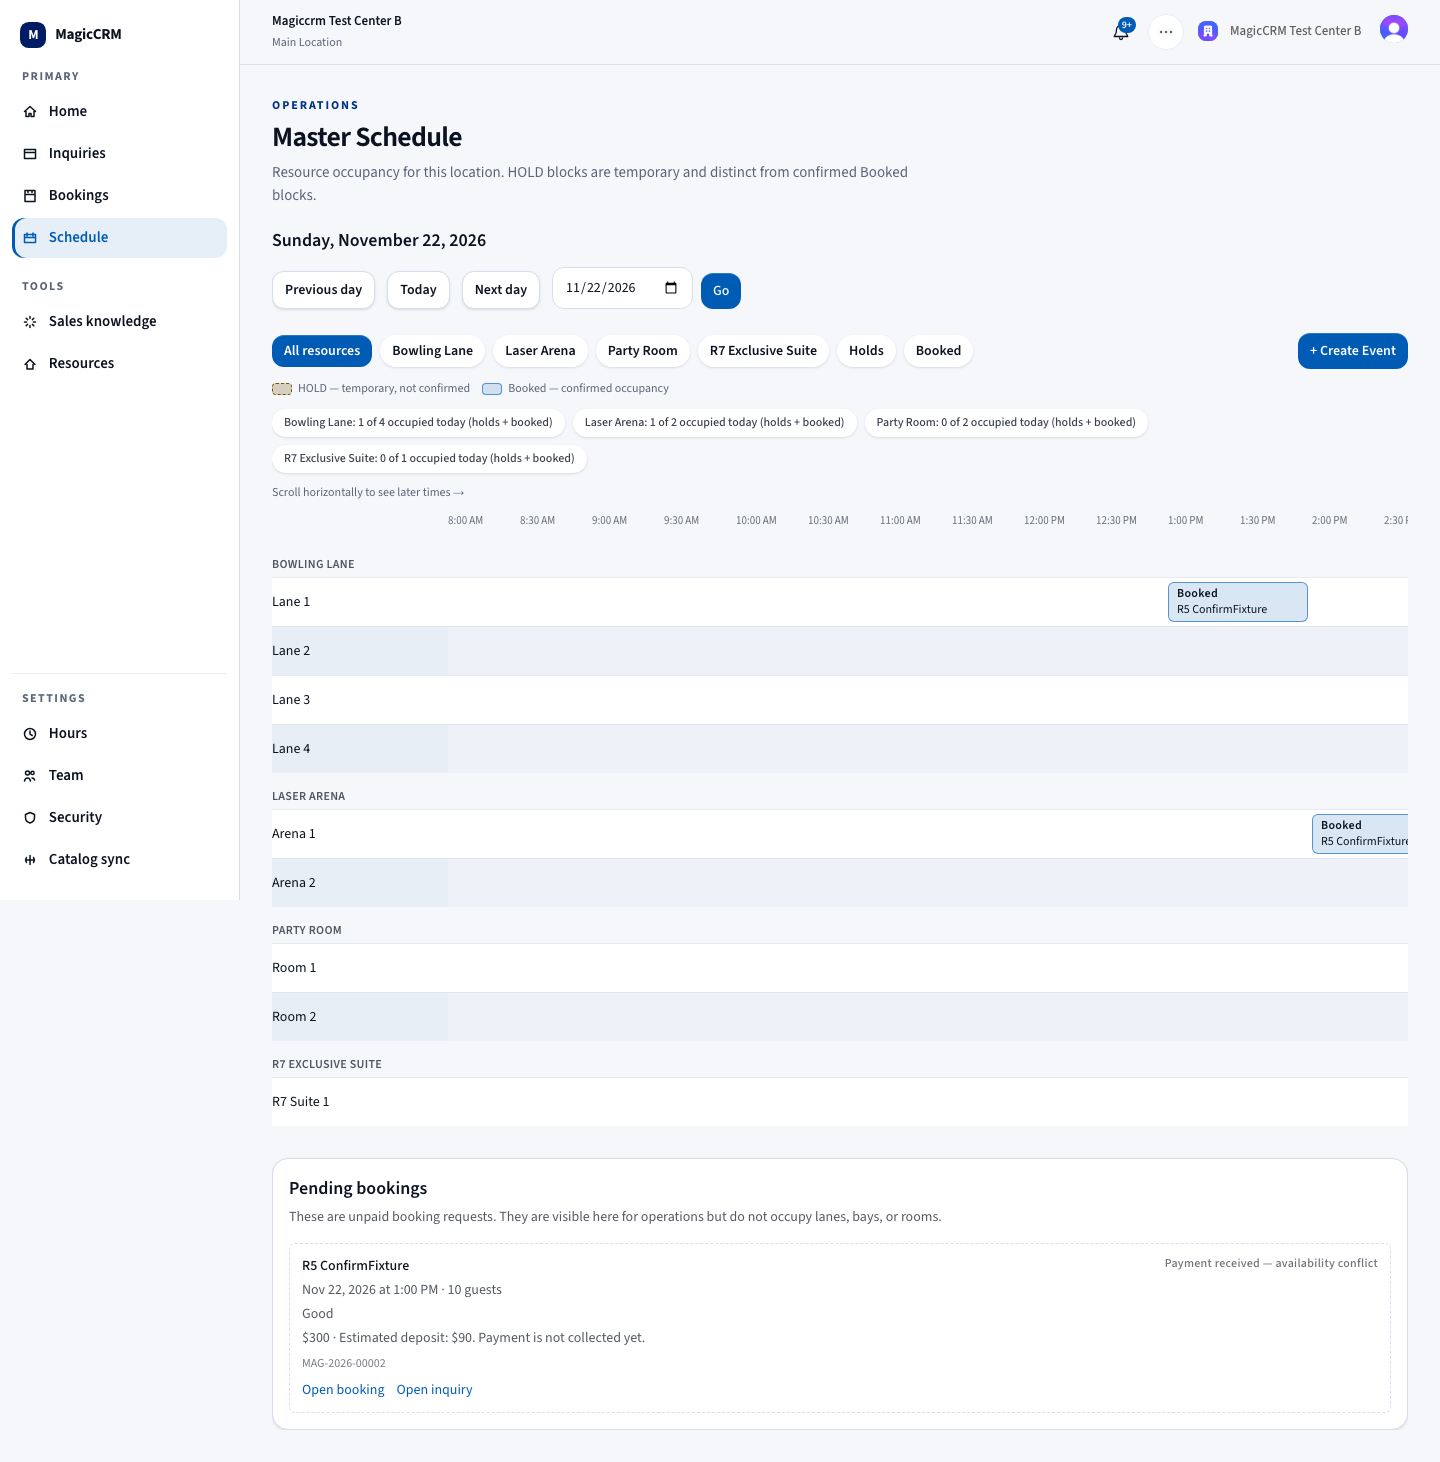 M MagicCRM
PRIMARY
Home
Inquiries
Bookings
Schedule
TOOLS
Sales knowledge
Resources
SETTINGS
Hours
Team
Security
Catalog sync
Magiccrm Test Center B
Main Location
9+
MagicCRM Test Center B
OPERATIONS
Master Schedule
Resource occupancy for this location. HOLD blocks are temporary and distinct from confirmed Booked
blocks.
Sunday, November 22, 2026
Previous day Today Next day 11/22/2026 Go
All resources Bowling Lane Laser Arena Party Room R7 Exclusive Suite Holds Booked + Create Event
HOLD — temporary, not confirmed Booked — confirmed occupancy
Bowling Lane: 1 of 4 occupied today (holds + booked) Laser Arena: 1 of 2 occupied today (holds + booked) Party Room: 0 of 2 occupied today (holds + booked)
R7 Exclusive Suite: 0 of 1 occupied today (holds + booked)
Scroll horizontally to see later times →
8:00 AM 8:30 AM 9:00 AM 9:30 AM 10:00 AM 10:30 AM 11:00 AM 11:30 AM 12:00 PM 12:30 PM 1:00 PM 1:30 PM 2:00 PM 2:30 P
BOWLING LANE
Lane 1
Booked
R5 ConfirmFixture
Lane 2
Lane 3
Lane 4
LASER ARENA
Arena 1
Booked
R5 ConfirmFixture
Arena 2
PARTY ROOM
Room 1
Room 2
R7 EXCLUSIVE SUITE
R7 Suite 1
Pending bookings
These are unpaid booking requests. They are visible here for operations but do not occupy lanes, bays, or rooms.
R5 ConfirmFixture Payment received — availability conflict
Nov 22, 2026 at 1:00 PM · 10 guests
Good
$300 · Estimated deposit: $90. Payment is not collected yet.
MAG-2026-00002
Open booking Open inquiry